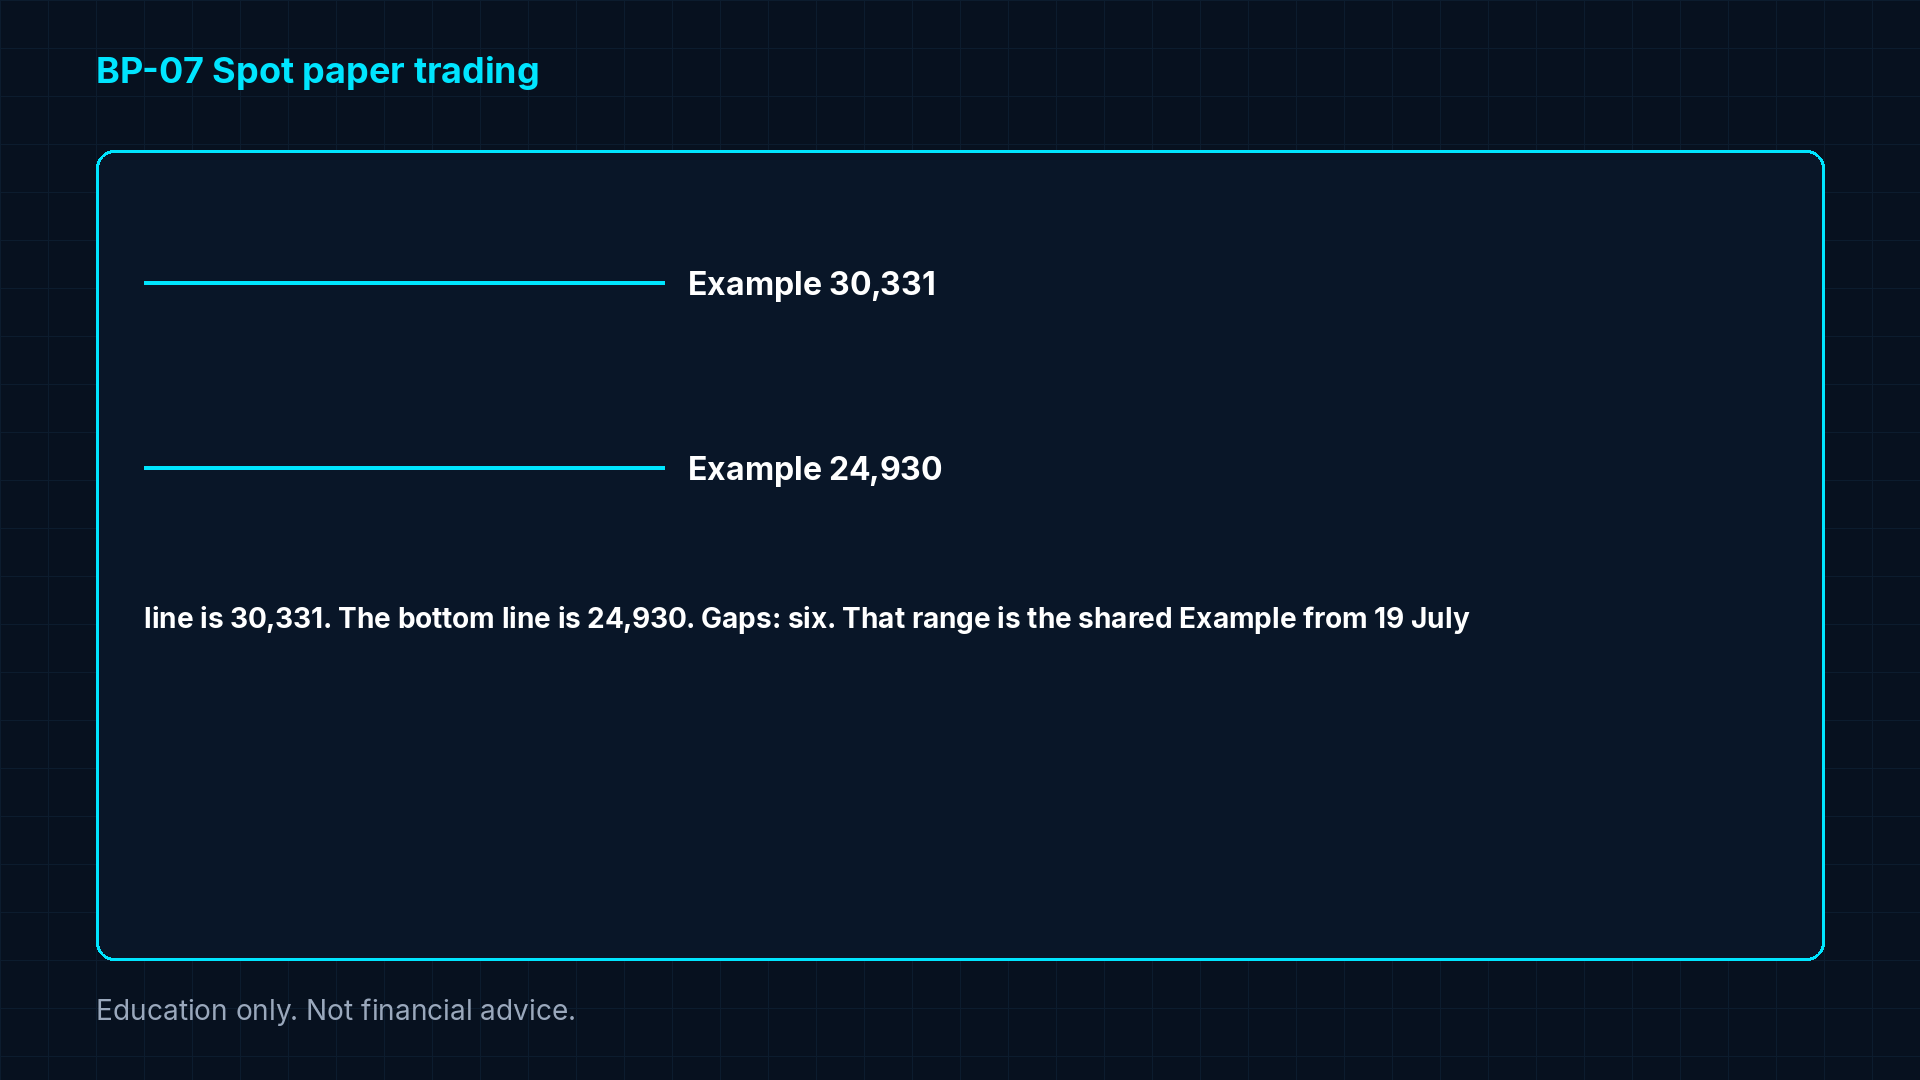 BP-07 Spot paper trading
Example 30,331
Example 24,930
line is 30,331. The bottom line is 24,930. Gaps: six. That range is the shared Example from 19 July
Education only. Not financial advice.